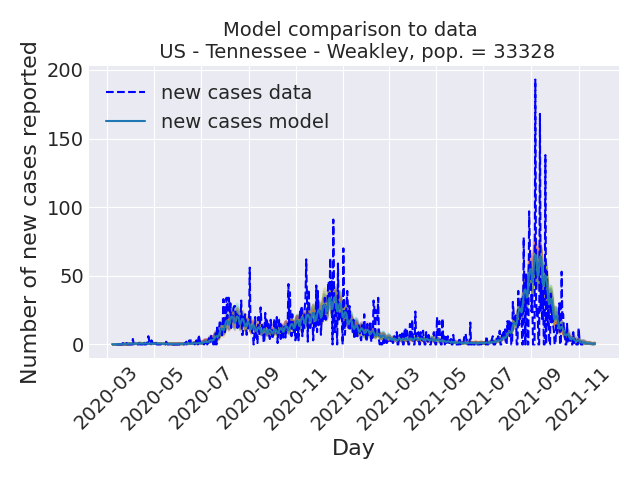 Model comparison to data
US - Tennessee - Weakley, pop. = 33328
Number of new cases reported
200
150
100
50
0
new cases data
new cases model
2020-03
2020-05
2020-07
2020-09
2020-11
2021-01
2021-03
2021-05
2021-07
2021-09
2021-11
Day